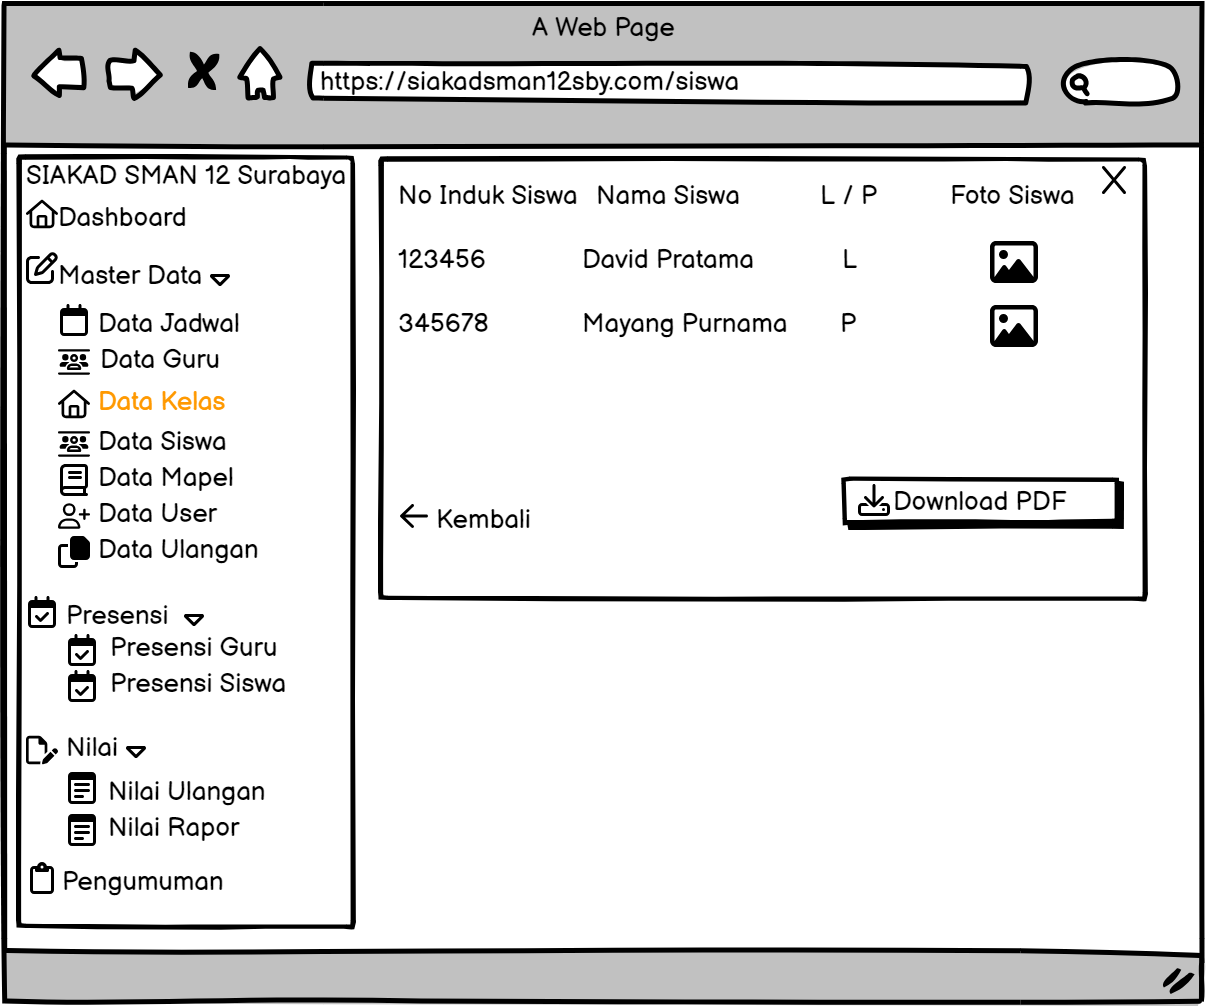 A Web Page
https://siakadsman12sby.com/siswa
SIAKAD SMAN 12 Surabaya
Dashboard
Master Data
Data Jadwal
Data Guru
Data Kelas
Data Siswa
Data Mapel
Data User
Data Ulangan
Presensi
Presensi Guru
Presensi Siswa
Nilai
Nilai Ulangan
Nilai Rapor
Pengumuman
No Induk Siswa Nama Siswa L / P Foto Siswa
123456 David Pratama L
345678 Mayang Purnama P
Kembali
Download PDF